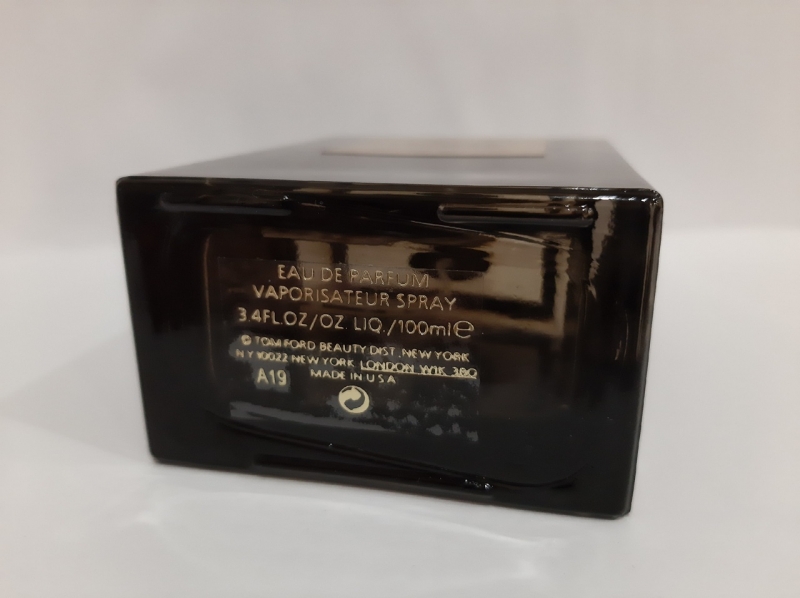 EAU DE PARFUM
VAPORISATEUR SPRAY
3.4FL.OZ/OZ. LIQ./100ml ℮
© TOM FORD BEAUTY DIST. NEW YORK
N Y 10022 NEW YORK LONDON W1K 3BQ
A19 MADE IN U.S.A